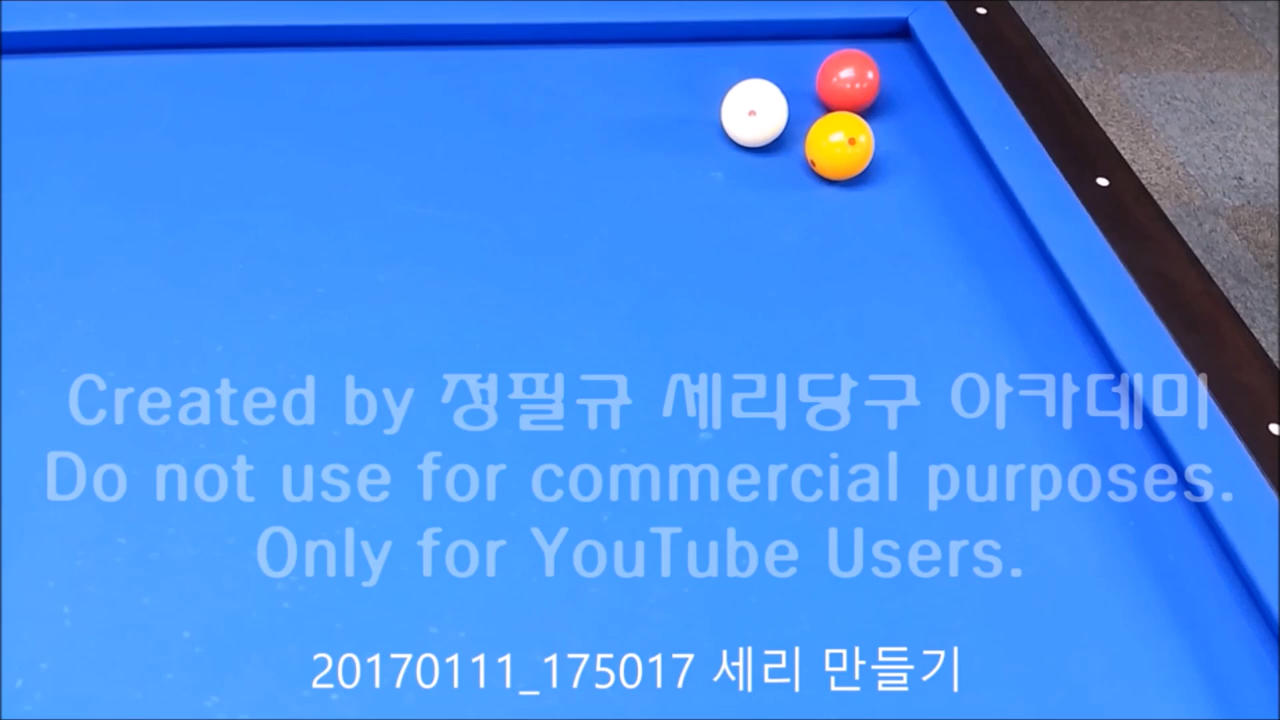 Created by 정필규 세리당구 아카데미
Do not use for commercial purposes.
Only for YouTube Users.
20170111_175017 세리 만들기